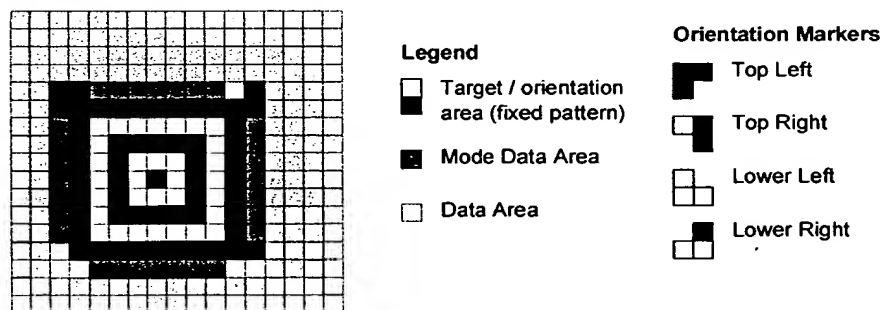 Legend
Target / orientation
area (fixed pattern)
Mode Data Area
Data Area
Orientation Markers
Top Left
Top Right
Lower Left
Lower Right